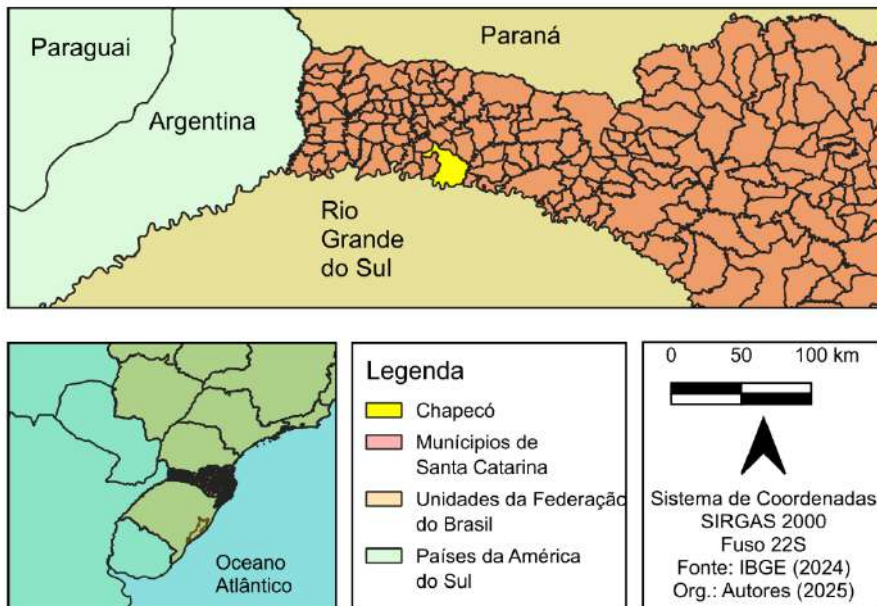 Paraguai
Paraná
Argentina
Rio
Grande
do Sul
Oceano
Atlântico
Legenda
Chapecó
Munícipios de
Santa Catarina
Unidades da Federação
do Brasil
Países da América
do Sul
0 50 100 km
Sistema de Coordenadas
SIRGAS 2000
Fuso 22S
Fonte: IBGE (2024)
Org.: Autores (2025)